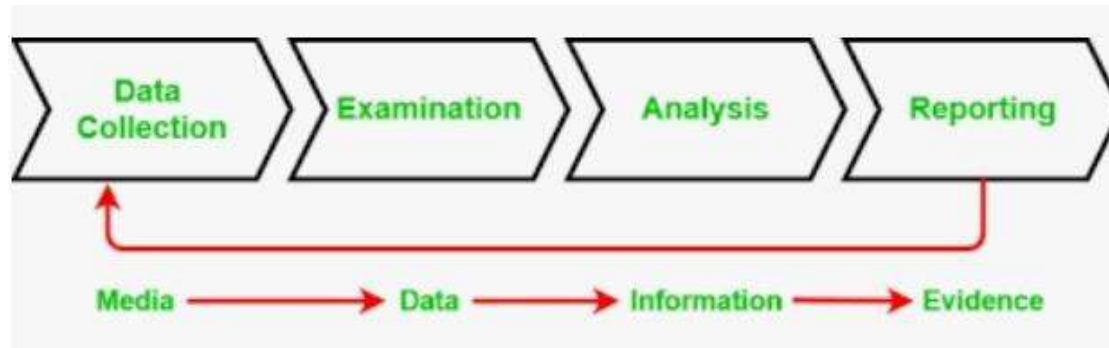 Data
Collection
Examination
Analysis
Reporting
Media
Data
Information
Evidence